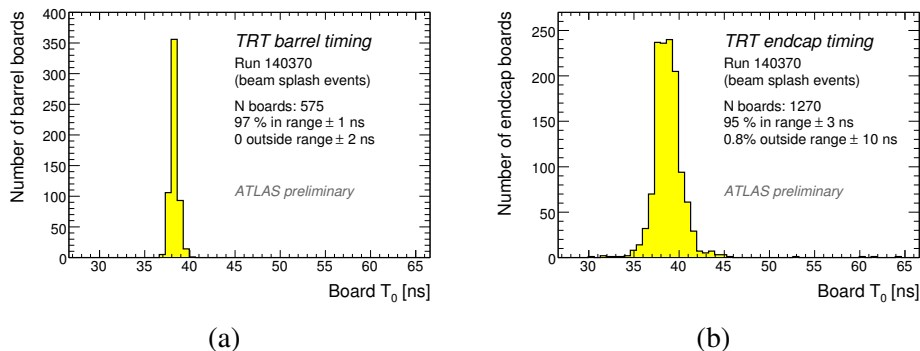 Number of barrel boards
400
350
300
250
200
150
100
50
0
TRT barrel timing
Run 140370
(beam splash events)
N boards: 575
97 % in range ± 1 ns
0 outside range ± 2 ns
ATLAS preliminary
30 35 40 45 50 55 60 65
Board T0 [ns]
(a)
Number of endcap boards
250
200
150
100
50
0
TRT endcap timing
Run 140370
(beam splash events)
N boards: 1270
95 % in range ± 3 ns
0.8% outside range ± 10 ns
ATLAS preliminary
30 35 40 45 50 55 60 65
Board T0 [ns]
(b)